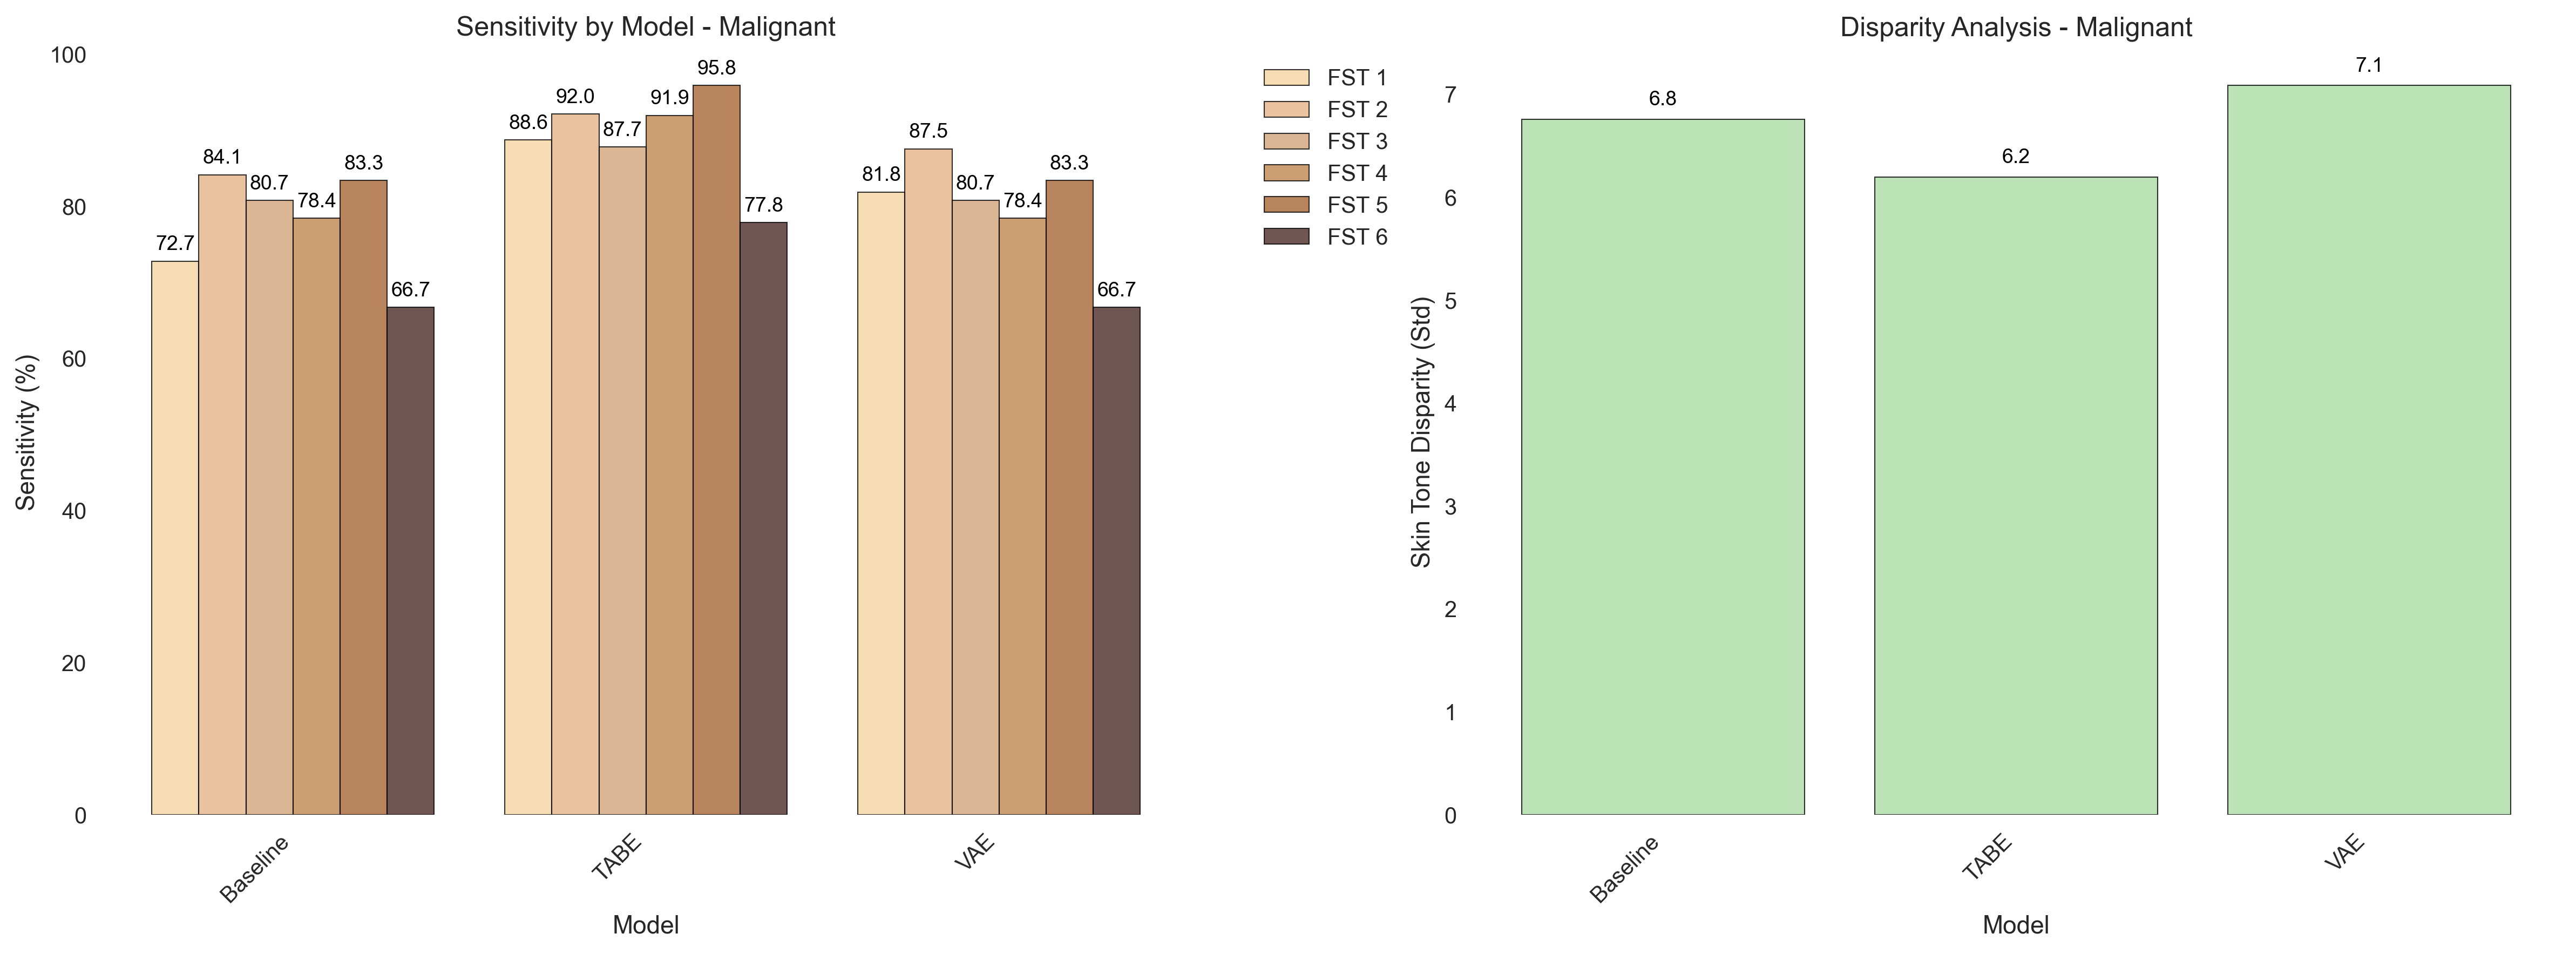 Sensitivity by Model - Malignant
Sensitivity (%)
100
80
60
40
20
0
72.7
84.1
80.7
78.4
83.3
66.7
88.6
92.0
87.7
91.9
95.8
77.8
81.8
87.5
80.7
78.4
83.3
66.7
Baseline
TABE
VAE
Model
FST 1
FST 2
FST 3
FST 4
FST 5
FST 6
Disparity Analysis - Malignant
Skin Tone Disparity (Std)
7
6
5
4
3
2
1
0
6.8
6.2
7.1
Baseline
TABE
VAE
Model